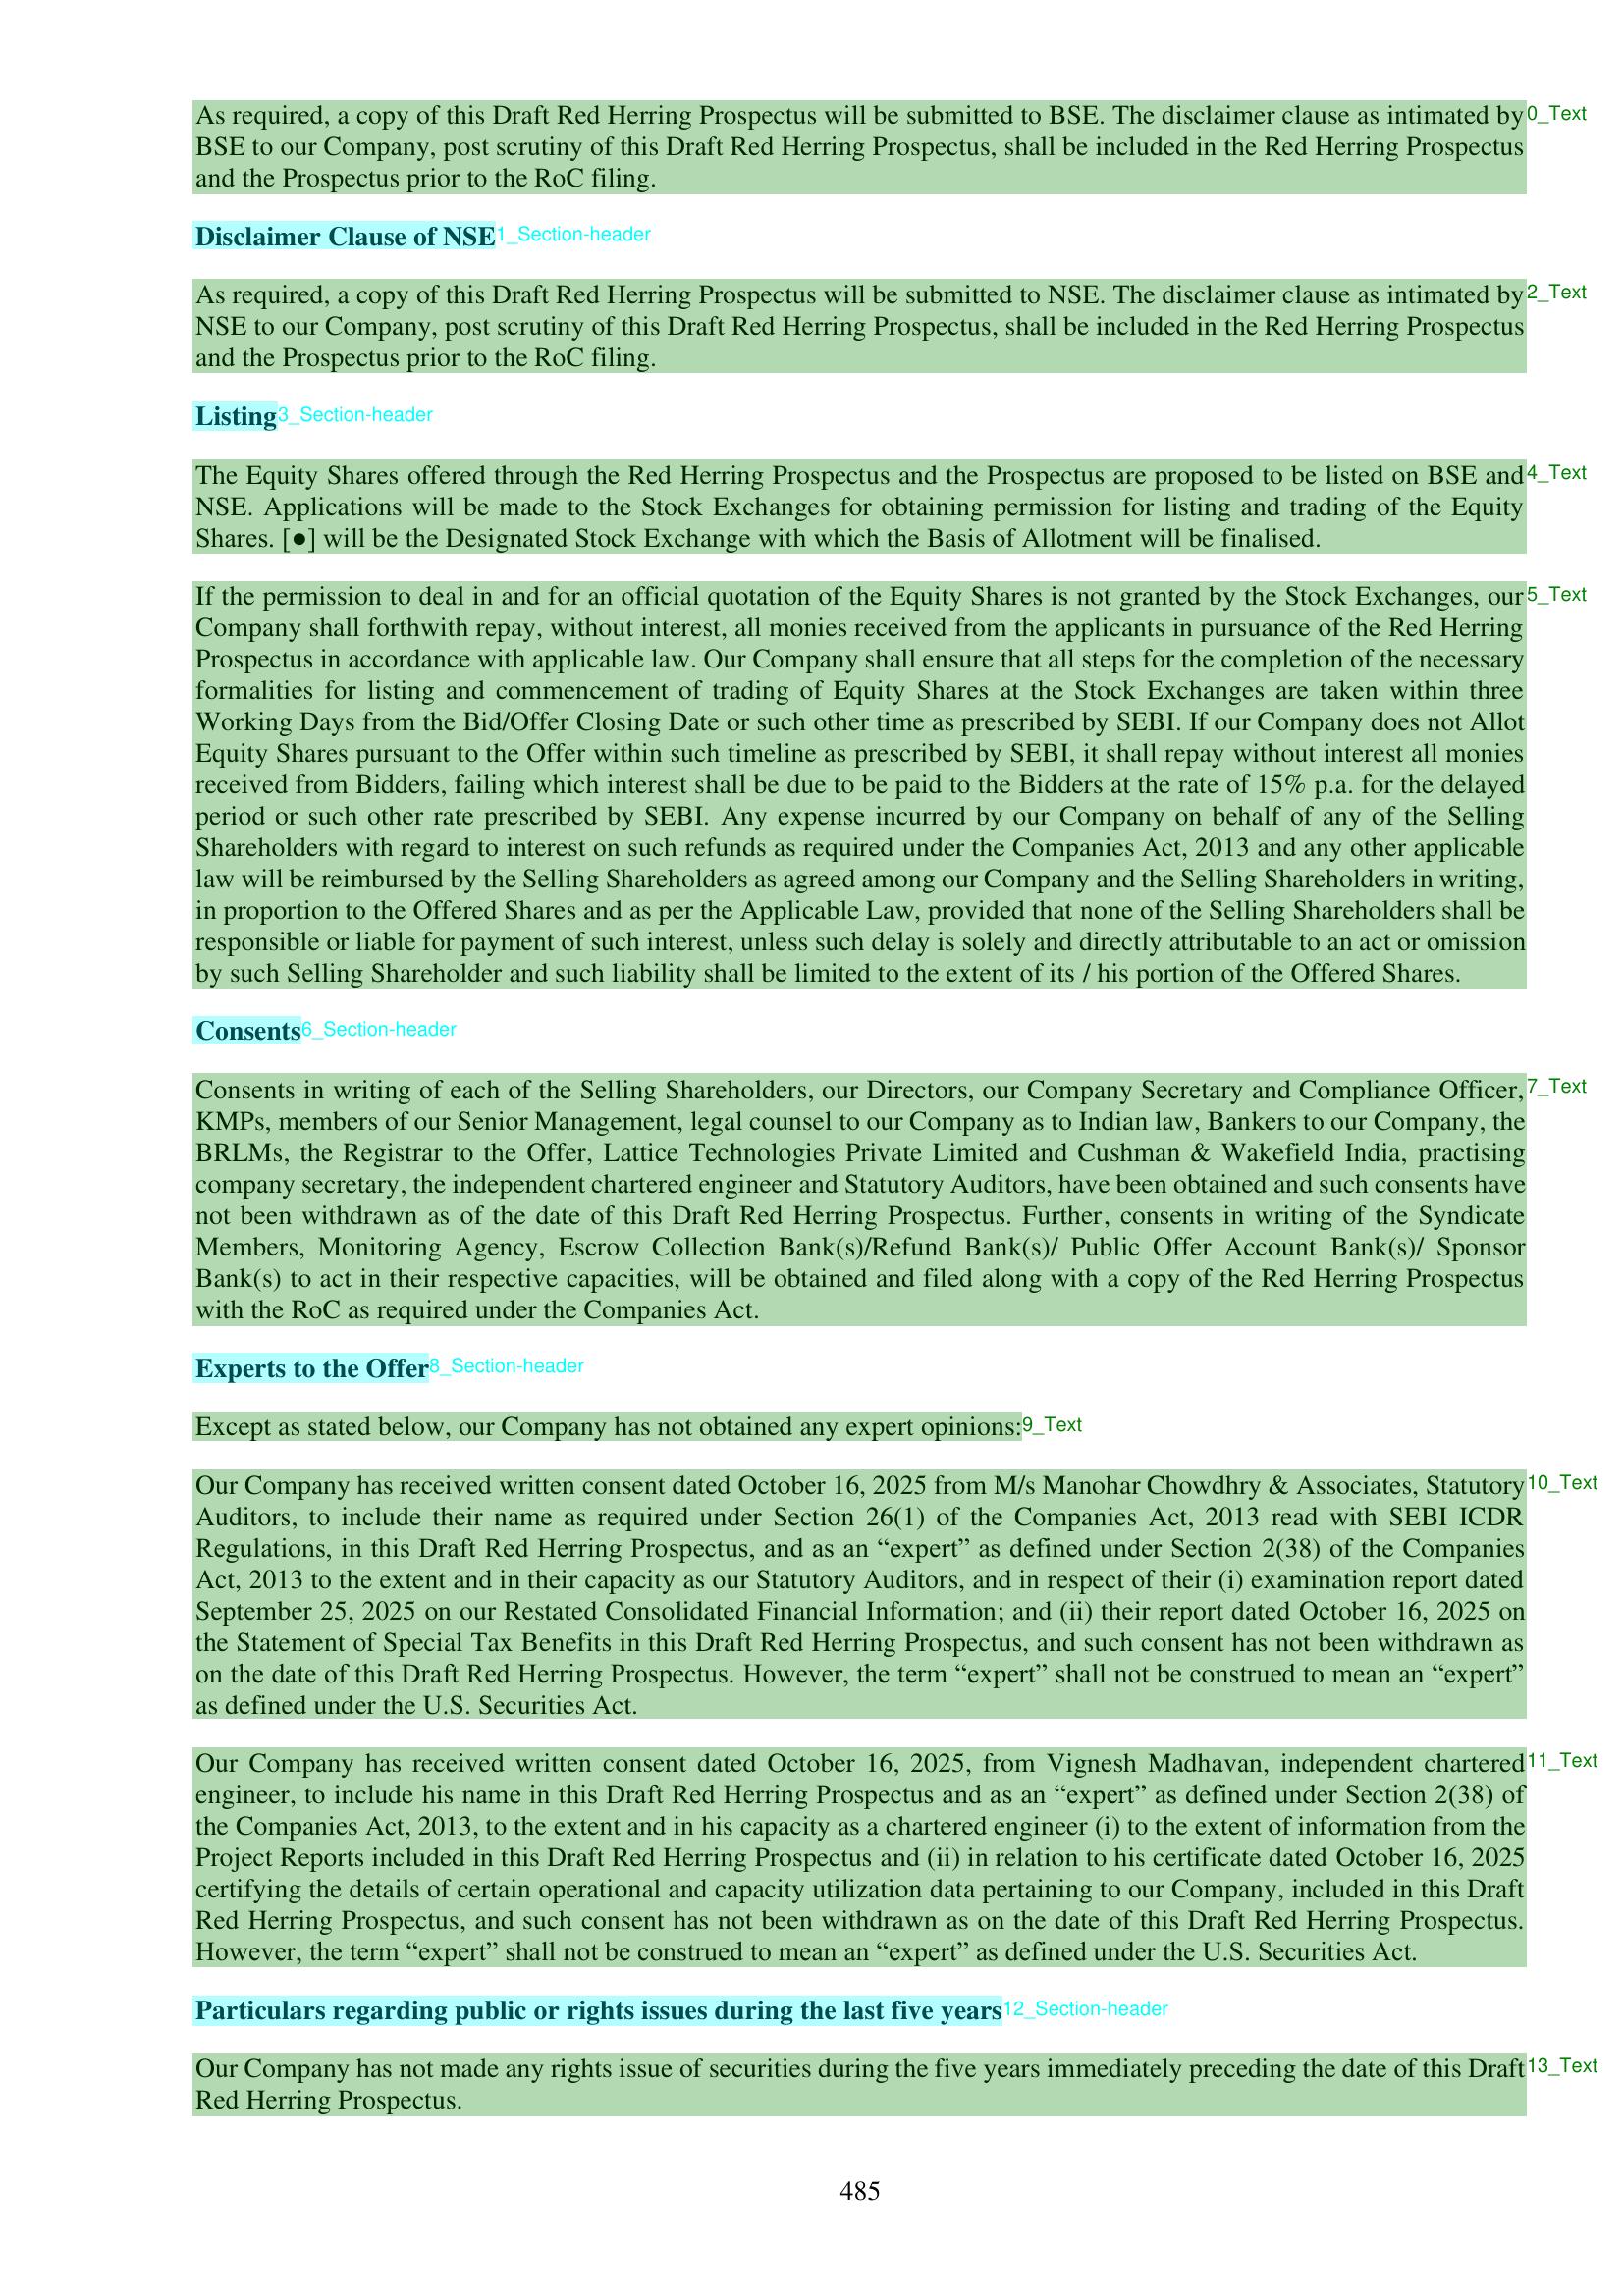 As required, a copy of this Draft Red Herring Prospectus will be submitted to BSE. The disclaimer clause as intimated by 0_Text
BSE to our Company, post scrutiny of this Draft Red Herring Prospectus, shall be included in the Red Herring Prospectus
and the Prospectus prior to the RoC filing.
Disclaimer Clause of NSE 1_Section-header
As required, a copy of this Draft Red Herring Prospectus will be submitted to NSE. The disclaimer clause as intimated by 2_Text
NSE to our Company, post scrutiny of this Draft Red Herring Prospectus, shall be included in the Red Herring Prospectus
and the Prospectus prior to the RoC filing.
Listing 3_Section-header
The Equity Shares offered through the Red Herring Prospectus and the Prospectus are proposed to be listed on BSE and 4_Text
NSE. Applications will be made to the Stock Exchanges for obtaining permission for listing and trading of the Equity
Shares. [●] will be the Designated Stock Exchange with which the Basis of Allotment will be finalised.
If the permission to deal in and for an official quotation of the Equity Shares is not granted by the Stock Exchanges, our 5_Text
Company shall forthwith repay, without interest, all monies received from the applicants in pursuance of the Red Herring
Prospectus in accordance with applicable law. Our Company shall ensure that all steps for the completion of the necessary
formalities for listing and commencement of trading of Equity Shares at the Stock Exchanges are taken within three
Working Days from the Bid/Offer Closing Date or such other time as prescribed by SEBI. If our Company does not Allot
Equity Shares pursuant to the Offer within such timeline as prescribed by SEBI, it shall repay without interest all monies
received from Bidders, failing which interest shall be due to be paid to the Bidders at the rate of 15% p.a. for the delayed
period or such other rate prescribed by SEBI. Any expense incurred by our Company on behalf of any of the Selling
Shareholders with regard to interest on such refunds as required under the Companies Act, 2013 and any other applicable
law will be reimbursed by the Selling Shareholders as agreed among our Company and the Selling Shareholders in writing,
in proportion to the Offered Shares and as per the Applicable Law, provided that none of the Selling Shareholders shall be
responsible or liable for payment of such interest, unless such delay is solely and directly attributable to an act or omission
by such Selling Shareholder and such liability shall be limited to the extent of its / his portion of the Offered Shares.
Consents 6_Section-header
Consents in writing of each of the Selling Shareholders, our Directors, our Company Secretary and Compliance Officer, 7_Text
KMPs, members of our Senior Management, legal counsel to our Company as to Indian law, Bankers to our Company, the
BRLMs, the Registrar to the Offer, Lattice Technologies Private Limited and Cushman & Wakefield India, practising
company secretary, the independent chartered engineer and Statutory Auditors, have been obtained and such consents have
not been withdrawn as of the date of this Draft Red Herring Prospectus. Further, consents in writing of the Syndicate
Members, Monitoring Agency, Escrow Collection Bank(s)/Refund Bank(s)/ Public Offer Account Bank(s)/ Sponsor
Bank(s) to act in their respective capacities, will be obtained and filed along with a copy of the Red Herring Prospectus
with the RoC as required under the Companies Act.
Experts to the Offer 8_Section-header
Except as stated below, our Company has not obtained any expert opinions: 9_Text
Our Company has received written consent dated October 16, 2025 from M/s Manohar Chowdhry & Associates, Statutory 10_Text
Auditors, to include their name as required under Section 26(1) of the Companies Act, 2013 read with SEBI ICDR
Regulations, in this Draft Red Herring Prospectus, and as an “expert” as defined under Section 2(38) of the Companies
Act, 2013 to the extent and in their capacity as our Statutory Auditors, and in respect of their (i) examination report dated
September 25, 2025 on our Restated Consolidated Financial Information; and (ii) their report dated October 16, 2025 on
the Statement of Special Tax Benefits in this Draft Red Herring Prospectus, and such consent has not been withdrawn as
on the date of this Draft Red Herring Prospectus. However, the term “expert” shall not be construed to mean an “expert”
as defined under the U.S. Securities Act.
Our Company has received written consent dated October 16, 2025, from Vignesh Madhavan, independent chartered 11_Text
engineer, to include his name in this Draft Red Herring Prospectus and as an “expert” as defined under Section 2(38) of
the Companies Act, 2013, to the extent and in his capacity as a chartered engineer (i) to the extent of information from the
Project Reports included in this Draft Red Herring Prospectus and (ii) in relation to his certificate dated October 16, 2025
certifying the details of certain operational and capacity utilization data pertaining to our Company, included in this Draft
Red Herring Prospectus, and such consent has not been withdrawn as on the date of this Draft Red Herring Prospectus.
However, the term “expert” shall not be construed to mean an “expert” as defined under the U.S. Securities Act.
Particulars regarding public or rights issues during the last five years 12_Section-header
Our Company has not made any rights issue of securities during the five years immediately preceding the date of this Draft 13_Text
Red Herring Prospectus.
485